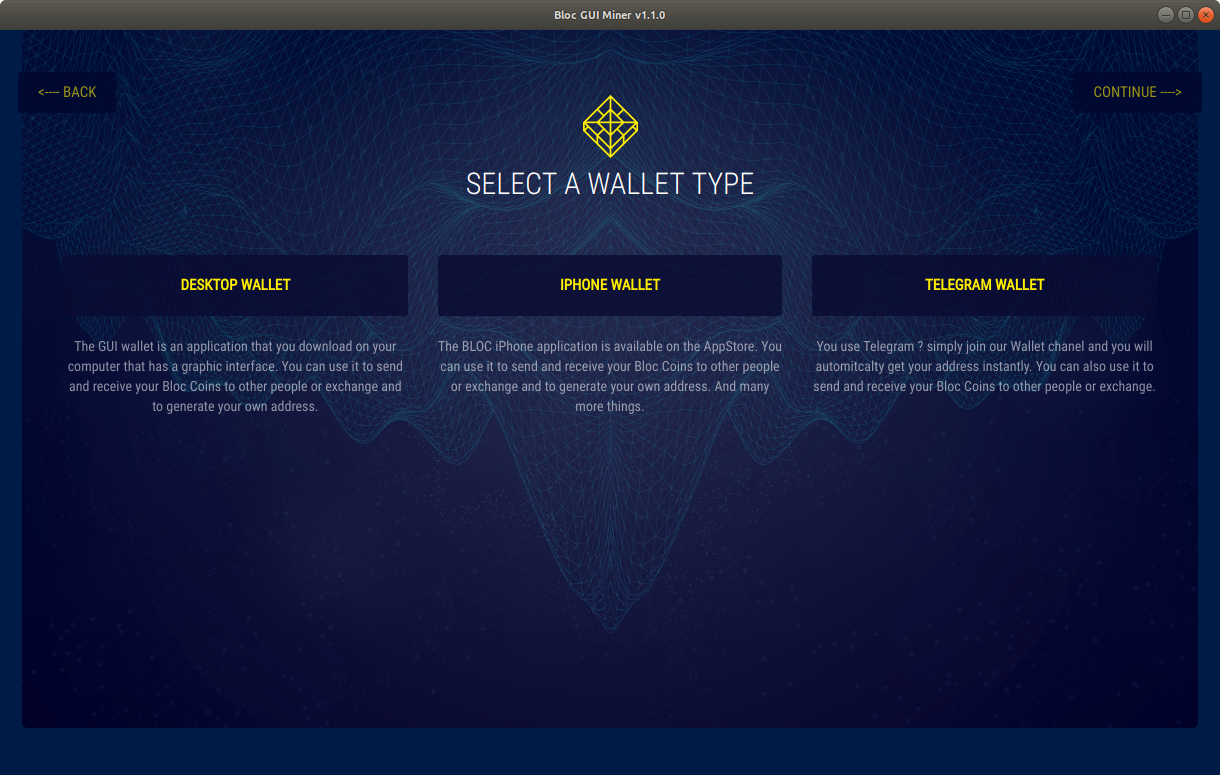 Bloc GUI Miner v1.1.0
<---- BACK
CONTINUE ---->
SELECT A WALLET TYPE
DESKTOP WALLET
The GUI wallet is an application that you download on your
computer that has a graphic interface. You can use it to send
and receive your Bloc Coins to other people or exchange and
to generate your own address.
IPHONE WALLET
The BLOC iPhone application is available on the AppStore. You
can use it to send and receive your Bloc Coins to other people
or exchange and to generate your own address. And many
more things.
TELEGRAM WALLET
You use Telegram ? simply join our Wallet chanel and you will
automitcalty get your address instantly. You can also use it to
send and receive your Bloc Coins to other people or exchange.